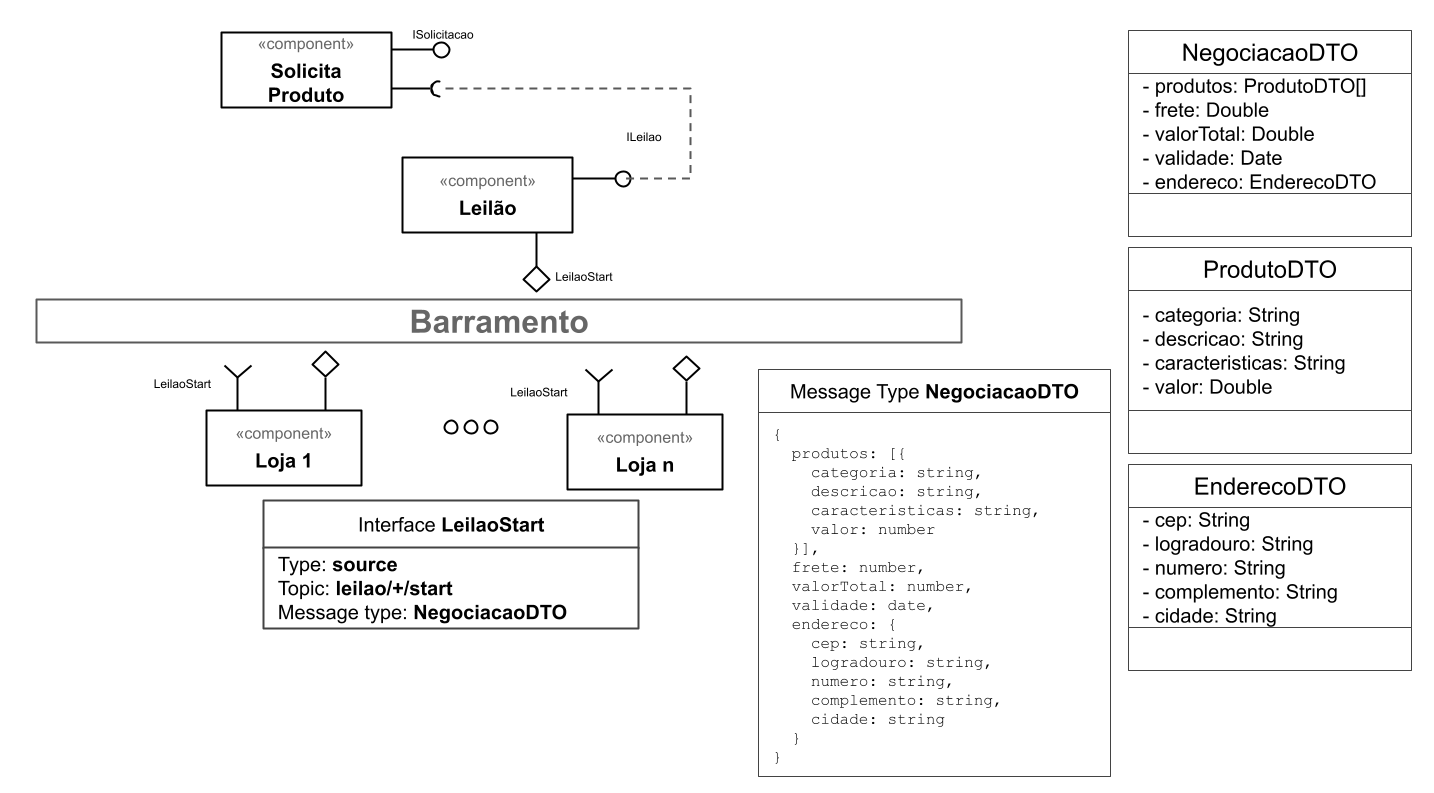 ISolicitacao
«component»
Solicita
Produto
ILeilao
«component»
Leilão
LeilaoStart
Barramento
LeilaoStart
«component»
Loja 1
LeilaoStart
«component»
Loja n
Interface LeilaoStart
Type: source
Topic: leilao/+/start
Message type: NegociacaoDTO
Message Type NegociacaoDTO
{
produtos: [{
categoria: string,
descricao: string,
caracteristicas: string,
valor: number
}],
frete: number,
valorTotal: number,
validade: date,
endereco: {
cep: string,
logradouro: string,
numero: string,
complemento: string,
cidade: string
}
}
NegociacaoDTO
- produtos: ProdutoDTO[]
- frete: Double
- valorTotal: Double
- validade: Date
- endereco: EnderecoDTO
ProdutoDTO
- categoria: String
- descricao: String
- caracteristicas: String
- valor: Double
EnderecoDTO
- cep: String
- logradouro: String
- numero: String
- complemento: String
- cidade: String